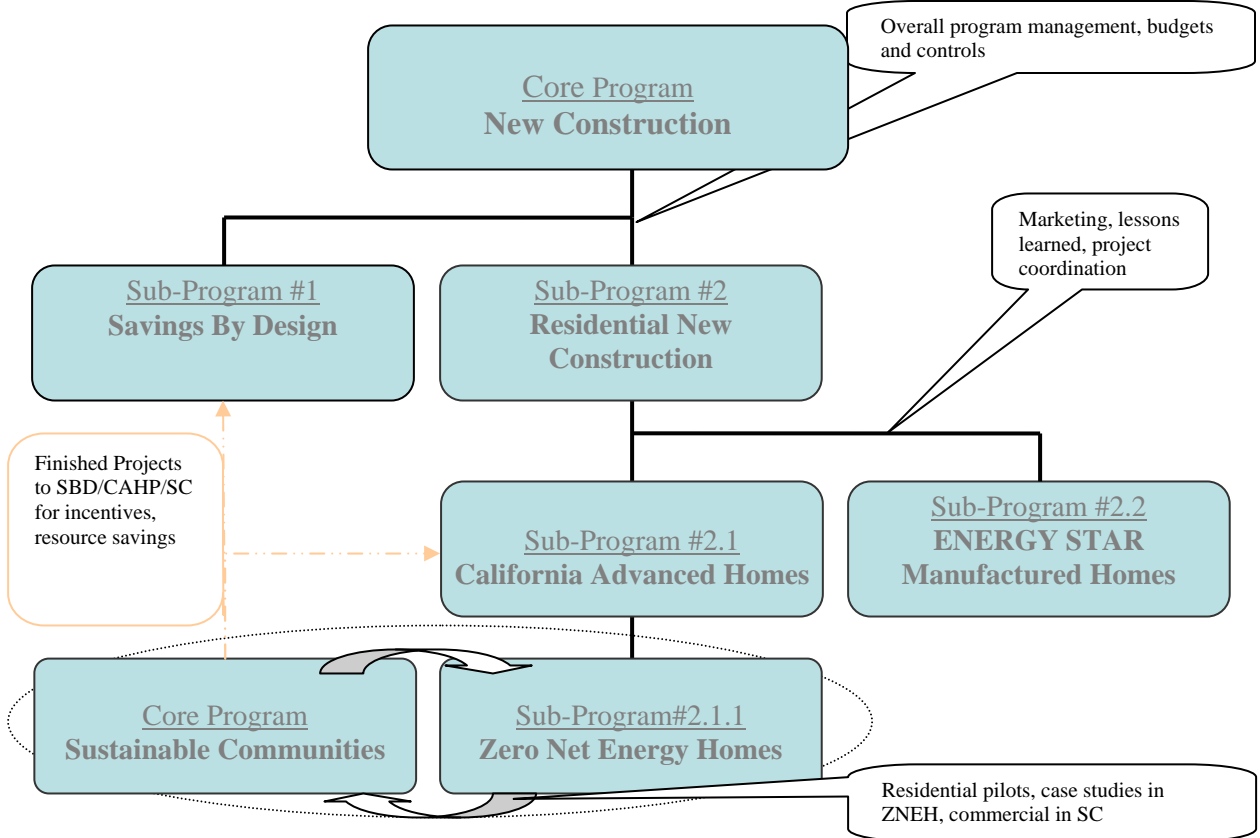 Overall program management, budgets
and controls
Core Program
New Construction
Marketing, lessons
learned, project
coordination
Sub-Program #1
Savings By Design
Sub-Program #2
Residential New
Construction
Finished Projects
to SBD/CAHP/SC
for incentives,
resource savings
Sub-Program #2.1
California Advanced Homes
Sub-Program #2.2
ENERGY STAR
Manufactured Homes
Core Program
Sustainable Communities
Sub-Program#2.1.1
Zero Net Energy Homes
Residential pilots, case studies in
ZNEH, commercial in SC